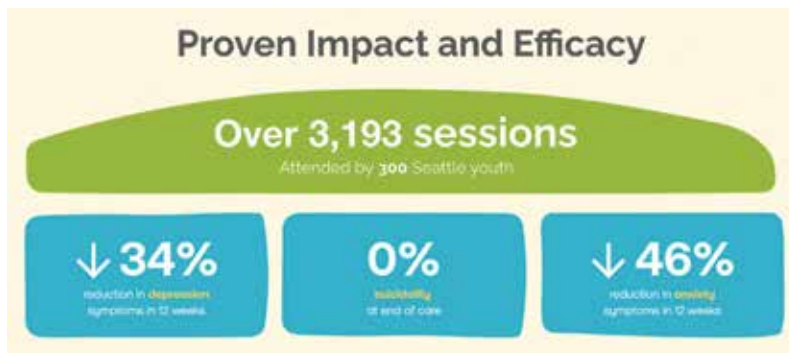 Proven Impact and Efficacy
Over 3,193 sessions
Attended by 300 Seattle youth
↓ 34%
reduction in depression
symptoms in 12 weeks
0%
suicidality
at end of care
↓ 46%
reduction in anxiety
symptoms in 12 weeks